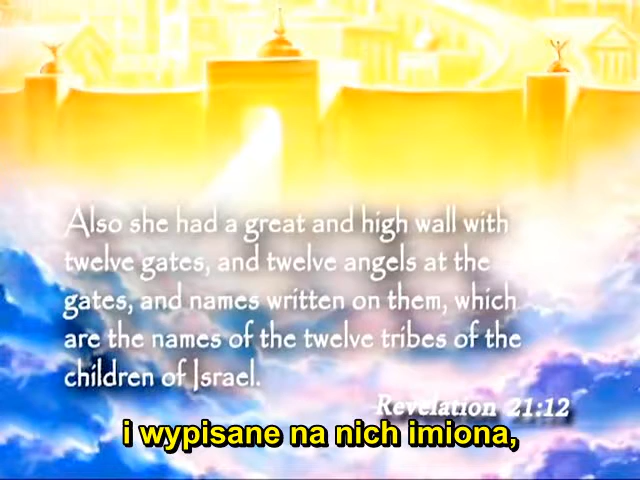 Also she had a great and high wall with
twelve gates, and twelve angels at the
gates, and names written on them, which
are the names of the twelve tribes of the
children of Israel.
Revelation 21:12
i wypisane na nich imiona,